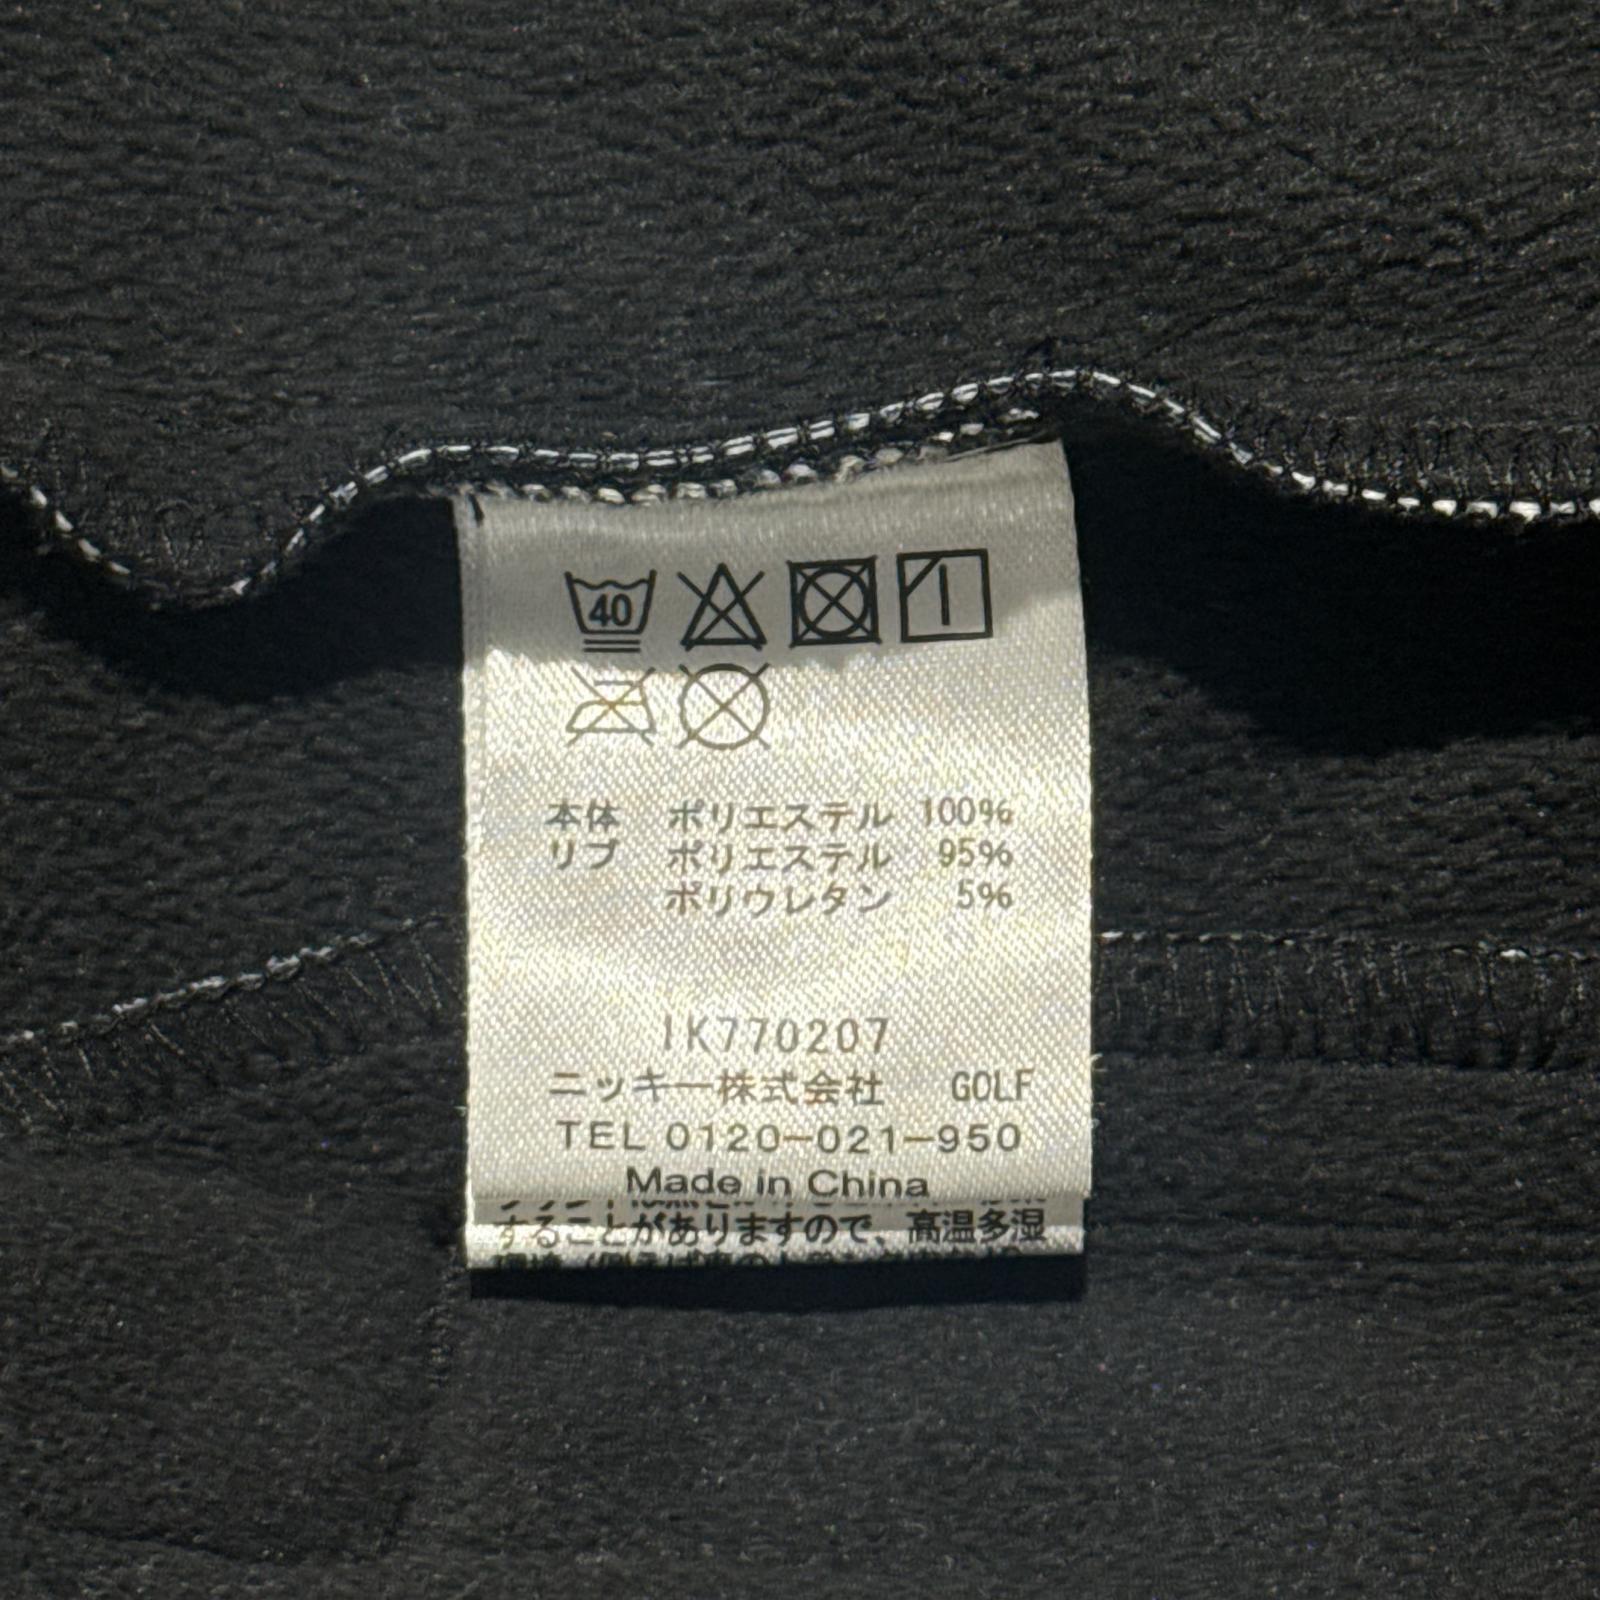 40
本体 ポリエステル 100%
リブ ポリエステル 95%
ポリウレタン 5%
IK770207
ニッキー株式会社 GOLF
TEL 0120-021-950
Made in China
することがありますので、高温多湿